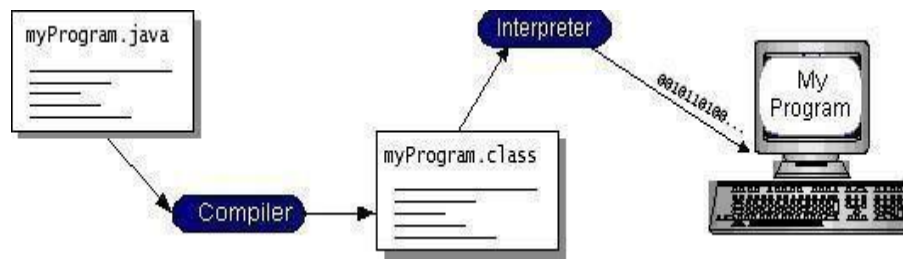 myProgram.java
Compiler
myProgram.class
Interpreter
0010110100...
My
Program